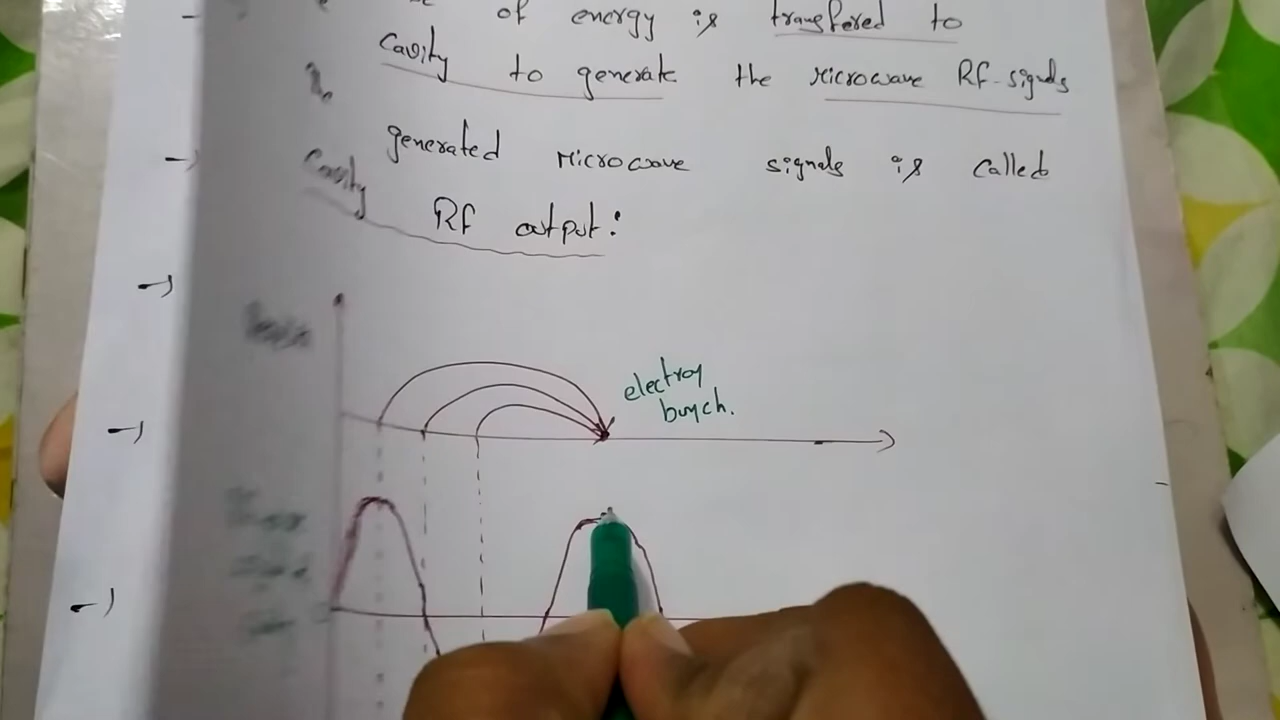 of energy is transfered to
Cavity to generate the Microwave RF-signals
generated Microwave signals is called
Cavity RF output:
electron
bunch.